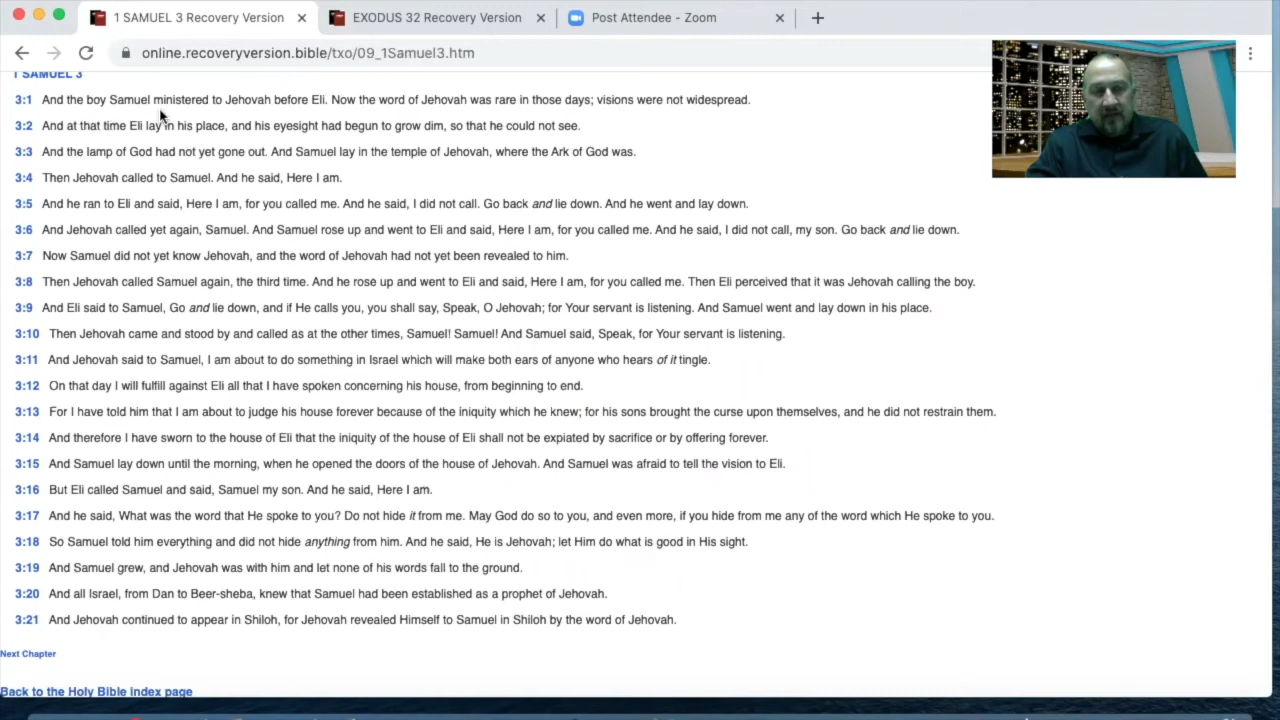 1 SAMUEL 3 Recovery Version
EXODUS 32 Recovery Version
Post Attendee - Zoom
online.recoveryversion.bible/txo/09_1Samuel3.htm
1 SAMUEL 3
3:1 And the boy Samuel ministered to Jehovah before Eli. Now the word of Jehovah was rare in those days; visions were not widespread.
3:2 And at that time Eli lay in his place, and his eyesight had begun to grow dim, so that he could not see.
3:3 And the lamp of God had not yet gone out. And Samuel lay in the temple of Jehovah, where the Ark of God was.
3:4 Then Jehovah called to Samuel. And he said, Here I am.
3:5 And he ran to Eli and said, Here I am, for you called me. And he said, I did not call. Go back and lie down. And he went and lay down.
3:6 And Jehovah called yet again, Samuel. And Samuel rose up and went to Eli and said, Here I am, for you called me. And he said, I did not call, my son. Go back and lie down.
3:7 Now Samuel did not yet know Jehovah, and the word of Jehovah had not yet been revealed to him.
3:8 Then Jehovah called Samuel again, the third time. And he rose up and went to Eli and said, Here I am, for you called me. Then Eli perceived that it was Jehovah calling the boy.
3:9 And Eli said to Samuel, Go and lie down, and if He calls you, you shall say, Speak, O Jehovah; for Your servant is listening. And Samuel went and lay down in his place.
3:10 Then Jehovah came and stood by and called as at the other times, Samuel! Samuel! And Samuel said, Speak, for Your servant is listening.
3:11 And Jehovah said to Samuel, I am about to do something in Israel which will make both ears of anyone who hears of it tingle.
3:12 On that day I will fulfill against Eli all that I have spoken concerning his house, from beginning to end.
3:13 For I have told him that I am about to judge his house forever because of the iniquity which he knew; for his sons brought the curse upon themselves, and he did not restrain them.
3:14 And therefore I have sworn to the house of Eli that the iniquity of the house of Eli shall not be expiated by sacrifice or by offering forever.
3:15 And Samuel lay down until the morning, when he opened the doors of the house of Jehovah. And Samuel was afraid to tell the vision to Eli.
3:16 But Eli called Samuel and said, Samuel my son. And he said, Here I am.
3:17 And he said, What was the word that He spoke to you? Do not hide it from me. May God do so to you, and even more, if you hide from me any of the word which He spoke to you.
3:18 So Samuel told him everything and did not hide anything from him. And he said, He is Jehovah; let Him do what is good in His sight.
3:19 And Samuel grew, and Jehovah was with him and let none of his words fall to the ground.
3:20 And all Israel, from Dan to Beer-sheba, knew that Samuel had been established as a prophet of Jehovah.
3:21 And Jehovah continued to appear in Shiloh, for Jehovah revealed Himself to Samuel in Shiloh by the word of Jehovah.
Next Chapter
Back to the Holy Bible index page